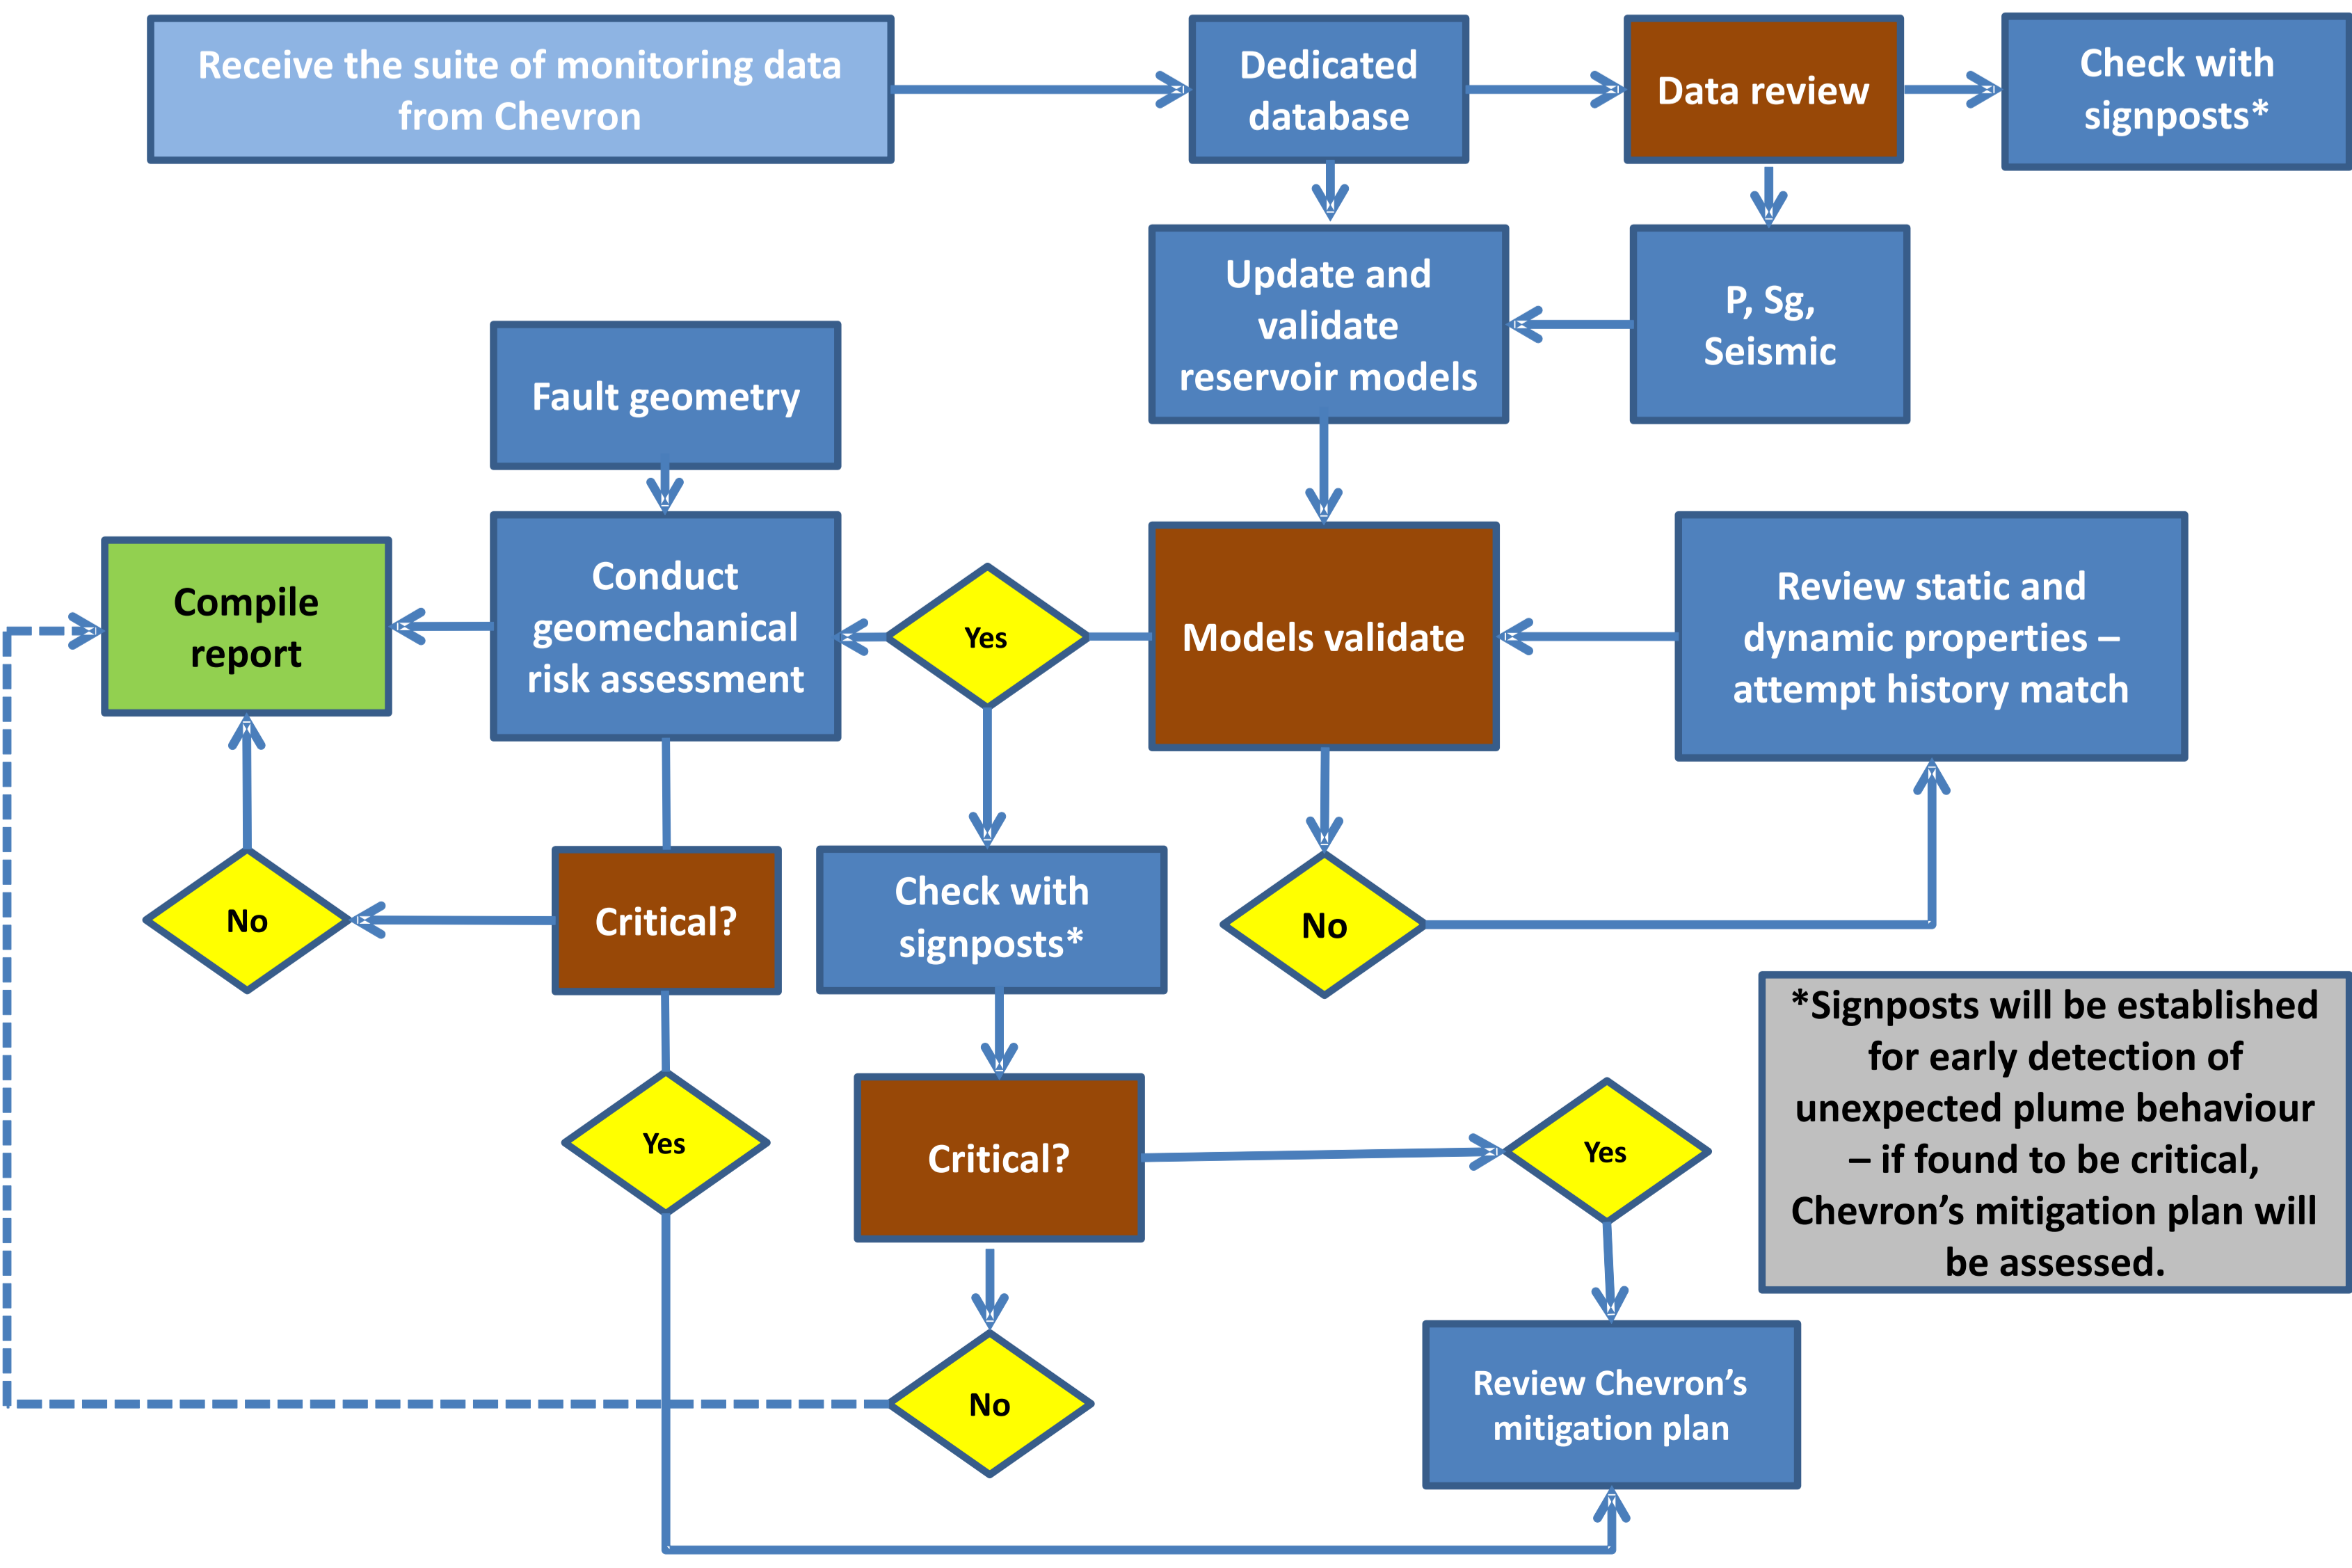 Receive the suite of monitoring data
from Chevron
Dedicated
database
Data review
Check with
signposts*
Update and
validate
reservoir models
P, Sg,
Seismic
Fault geometry
Compile
report
Conduct
geomechanical
risk assessment
Yes
Models validate
Review static and
dynamic properties –
attempt history match
No
Critical?
Check with
signposts*
No
*Signposts will be established
for early detection of
unexpected plume behaviour
– if found to be critical,
Chevron’s mitigation plan will
be assessed.
Yes
Critical?
Yes
No
Review Chevron’s
mitigation plan